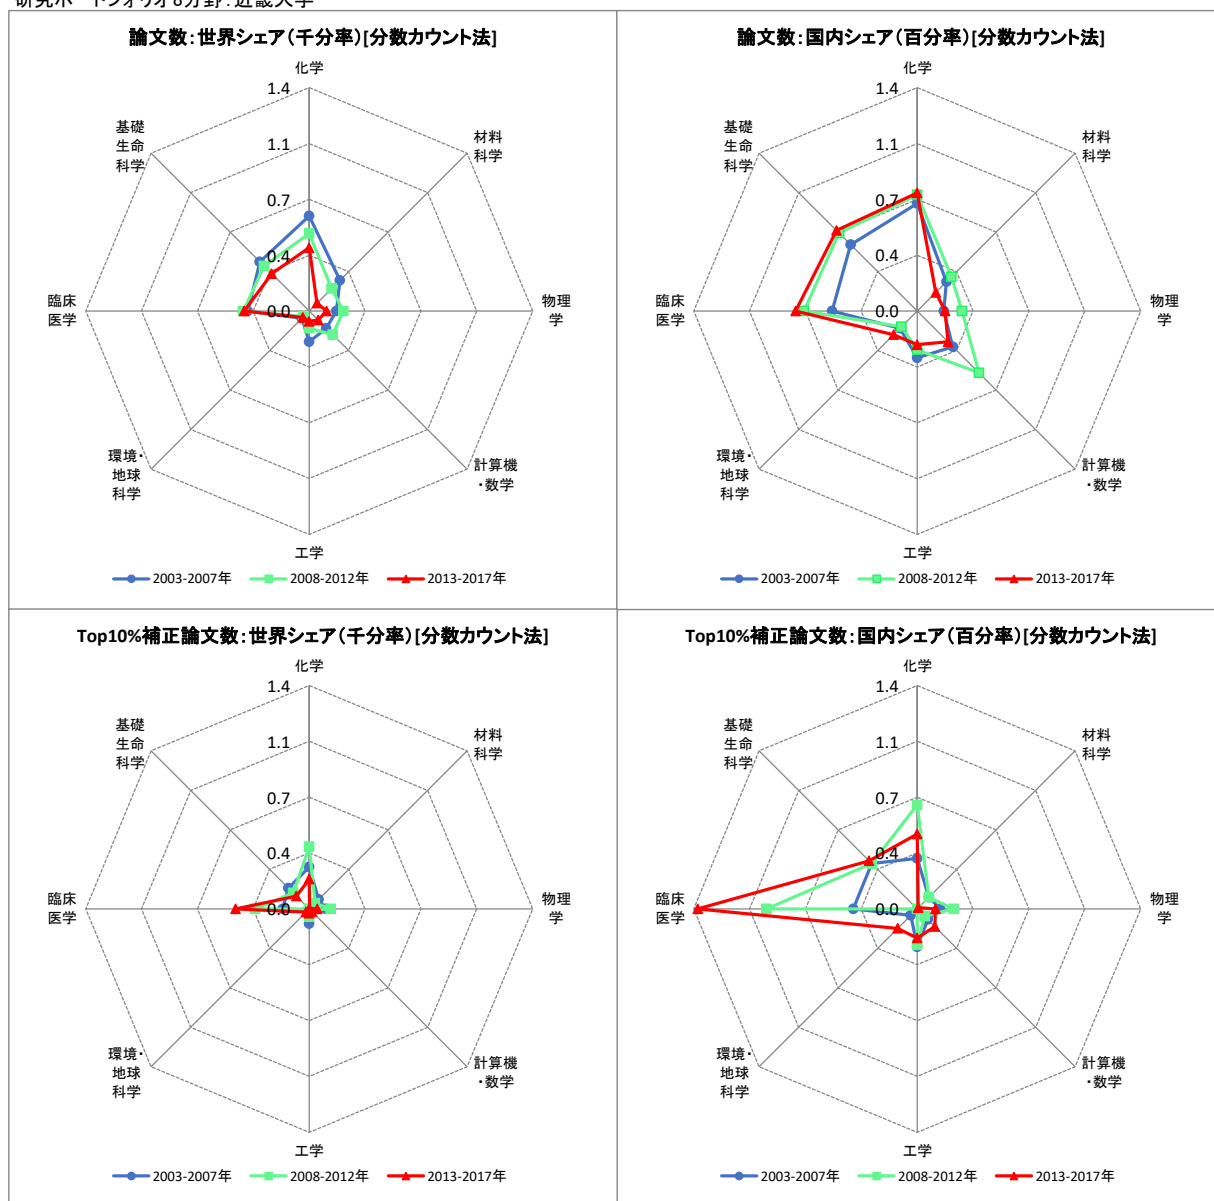 研究ポートフォリオ8分野:近畿大学
論文数:世界シェア(千分率)[分数カウント法]
化学
1.4
1.1
0.7
0.4
0.0
材料
科学
物理
学
計算機
・数学
工学
環境・
地球
科学
臨床
医学
基礎
生命
科学
2003-2007年 2008-2012年 2013-2017年
論文数:国内シェア(百分率)[分数カウント法]
化学
1.4
1.1
0.7
0.4
0.0
材料
科学
物理
学
計算機
・数学
工学
環境・
地球
科学
臨床
医学
基礎
生命
科学
2003-2007年 2008-2012年 2013-2017年
Top10%補正論文数:世界シェア(千分率)[分数カウント法]
化学
1.4
1.1
0.7
0.4
0.0
材料
科学
物理
学
計算機
・数学
工学
環境・
地球
科学
臨床
医学
基礎
生命
科学
2003-2007年 2008-2012年 2013-2017年
Top10%補正論文数:国内シェア(百分率)[分数カウント法]
化学
1.4
1.1
0.7
0.4
0.0
材料
科学
物理
学
計算機
・数学
工学
環境・
地球
科学
臨床
医学
基礎
生命
科学
2003-2007年 2008-2012年 2013-2017年